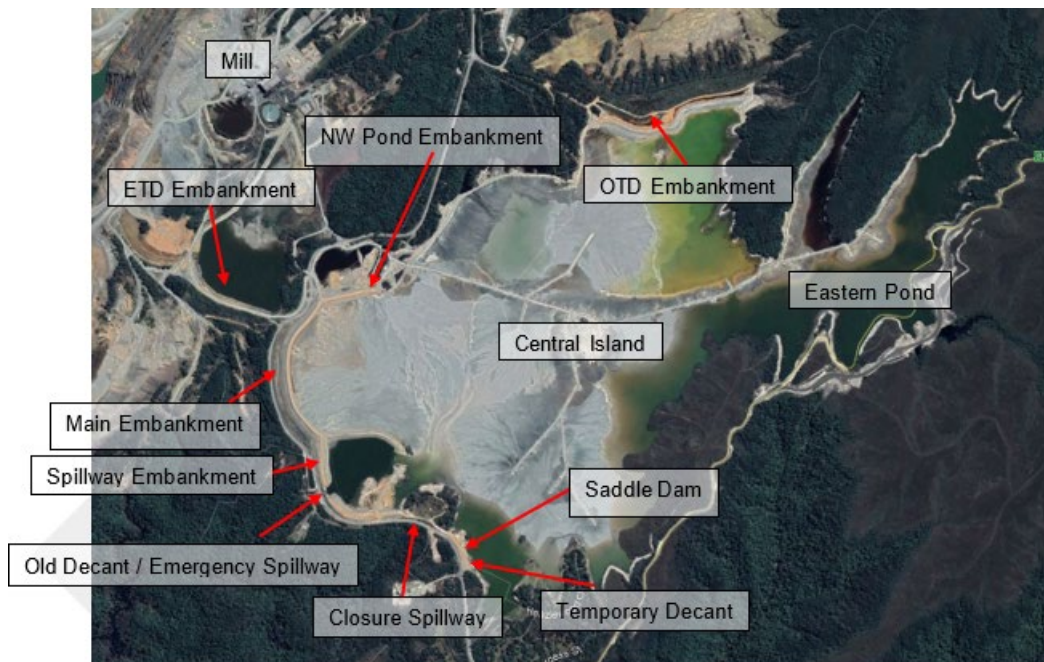 Mill
NW Pond Embankment
ETD Embankment
OTD Embankment
Eastern Pond
Central Island
Main Embankment
Spillway Embankment
Saddle Dam
Old Decant / Emergency Spillway
Closure Spillway
Temporary Decant